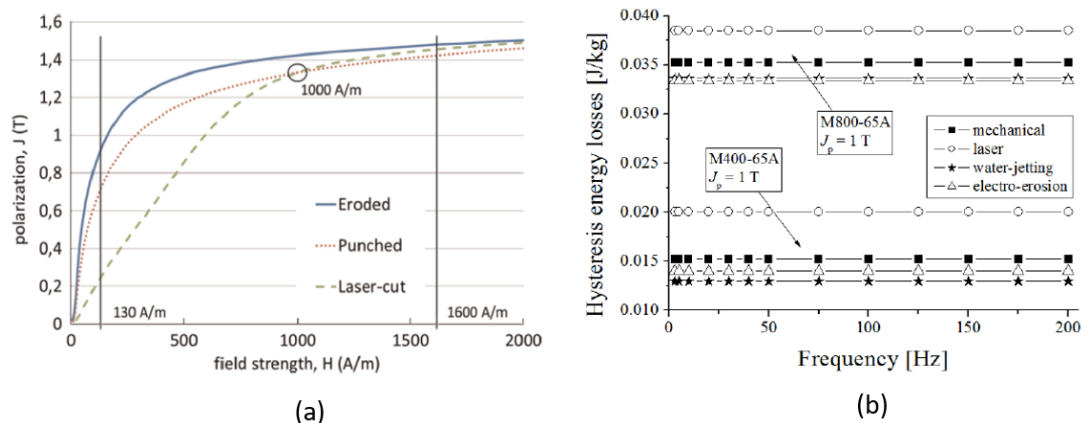 1,6
1,4
1,2
1
0,8
0,6
0,4
0,2
0
polarization, J (T)
1000 A/m
Eroded
Punched
Laser-cut
130 A/m
1600 A/m
0
500
1000
1500
2000
field strength, H (A/m)
(a)
0.040
0.035
0.030
0.025
0.020
0.015
0.010
Hysteresis energy losses [J/kg]
M800-65A
Jp = 1 T
M400-65A
Jp = 1 T
mechanical
laser
water-jetting
electro-erosion
0
50
100
150
200
Frequency [Hz]
(b)